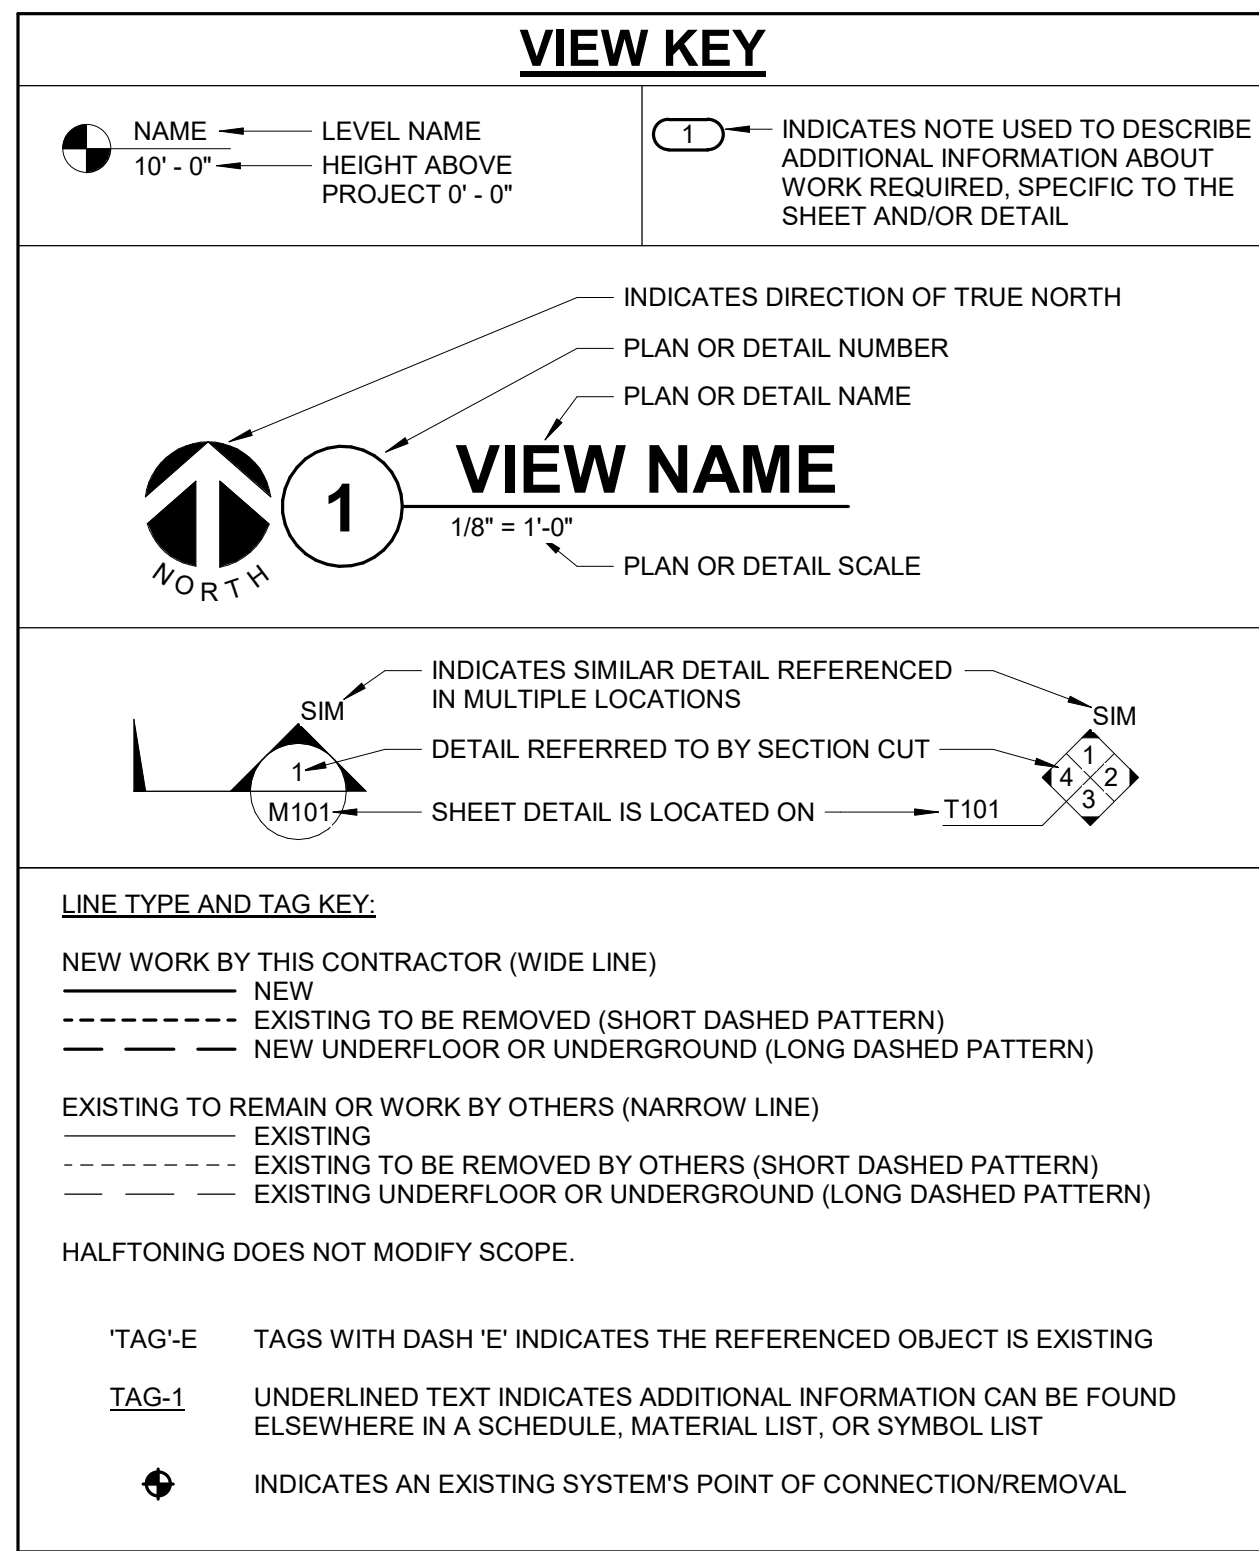 VIEW KEY
NAME
10' - 0"
LEVEL NAME
HEIGHT ABOVE
PROJECT 0' - 0"
1
INDICATES NOTE USED TO DESCRIBE
ADDITIONAL INFORMATION ABOUT
WORK REQUIRED, SPECIFIC TO THE
SHEET AND/OR DETAIL
INDICATES DIRECTION OF TRUE NORTH
PLAN OR DETAIL NUMBER
PLAN OR DETAIL NAME
NORTH
1
VIEW NAME
1/8" = 1'-0"
PLAN OR DETAIL SCALE
SIM
1
M101
INDICATES SIMILAR DETAIL REFERENCED
IN MULTIPLE LOCATIONS
DETAIL REFERRED TO BY SECTION CUT
SHEET DETAIL IS LOCATED ON
SIM
1
4 2
3
T101
LINE TYPE AND TAG KEY:
NEW WORK BY THIS CONTRACTOR (WIDE LINE)
NEW
EXISTING TO BE REMOVED (SHORT DASHED PATTERN)
NEW UNDERFLOOR OR UNDERGROUND (LONG DASHED PATTERN)
EXISTING TO REMAIN OR WORK BY OTHERS (NARROW LINE)
EXISTING
EXISTING TO BE REMOVED BY OTHERS (SHORT DASHED PATTERN)
EXISTING UNDERFLOOR OR UNDERGROUND (LONG DASHED PATTERN)
HALFTONING DOES NOT MODIFY SCOPE.
'TAG'-E TAGS WITH DASH 'E' INDICATES THE REFERENCED OBJECT IS EXISTING
TAG-1 UNDERLINED TEXT INDICATES ADDITIONAL INFORMATION CAN BE FOUND
ELSEWHERE IN A SCHEDULE, MATERIAL LIST, OR SYMBOL LIST
INDICATES AN EXISTING SYSTEM'S POINT OF CONNECTION/REMOVAL